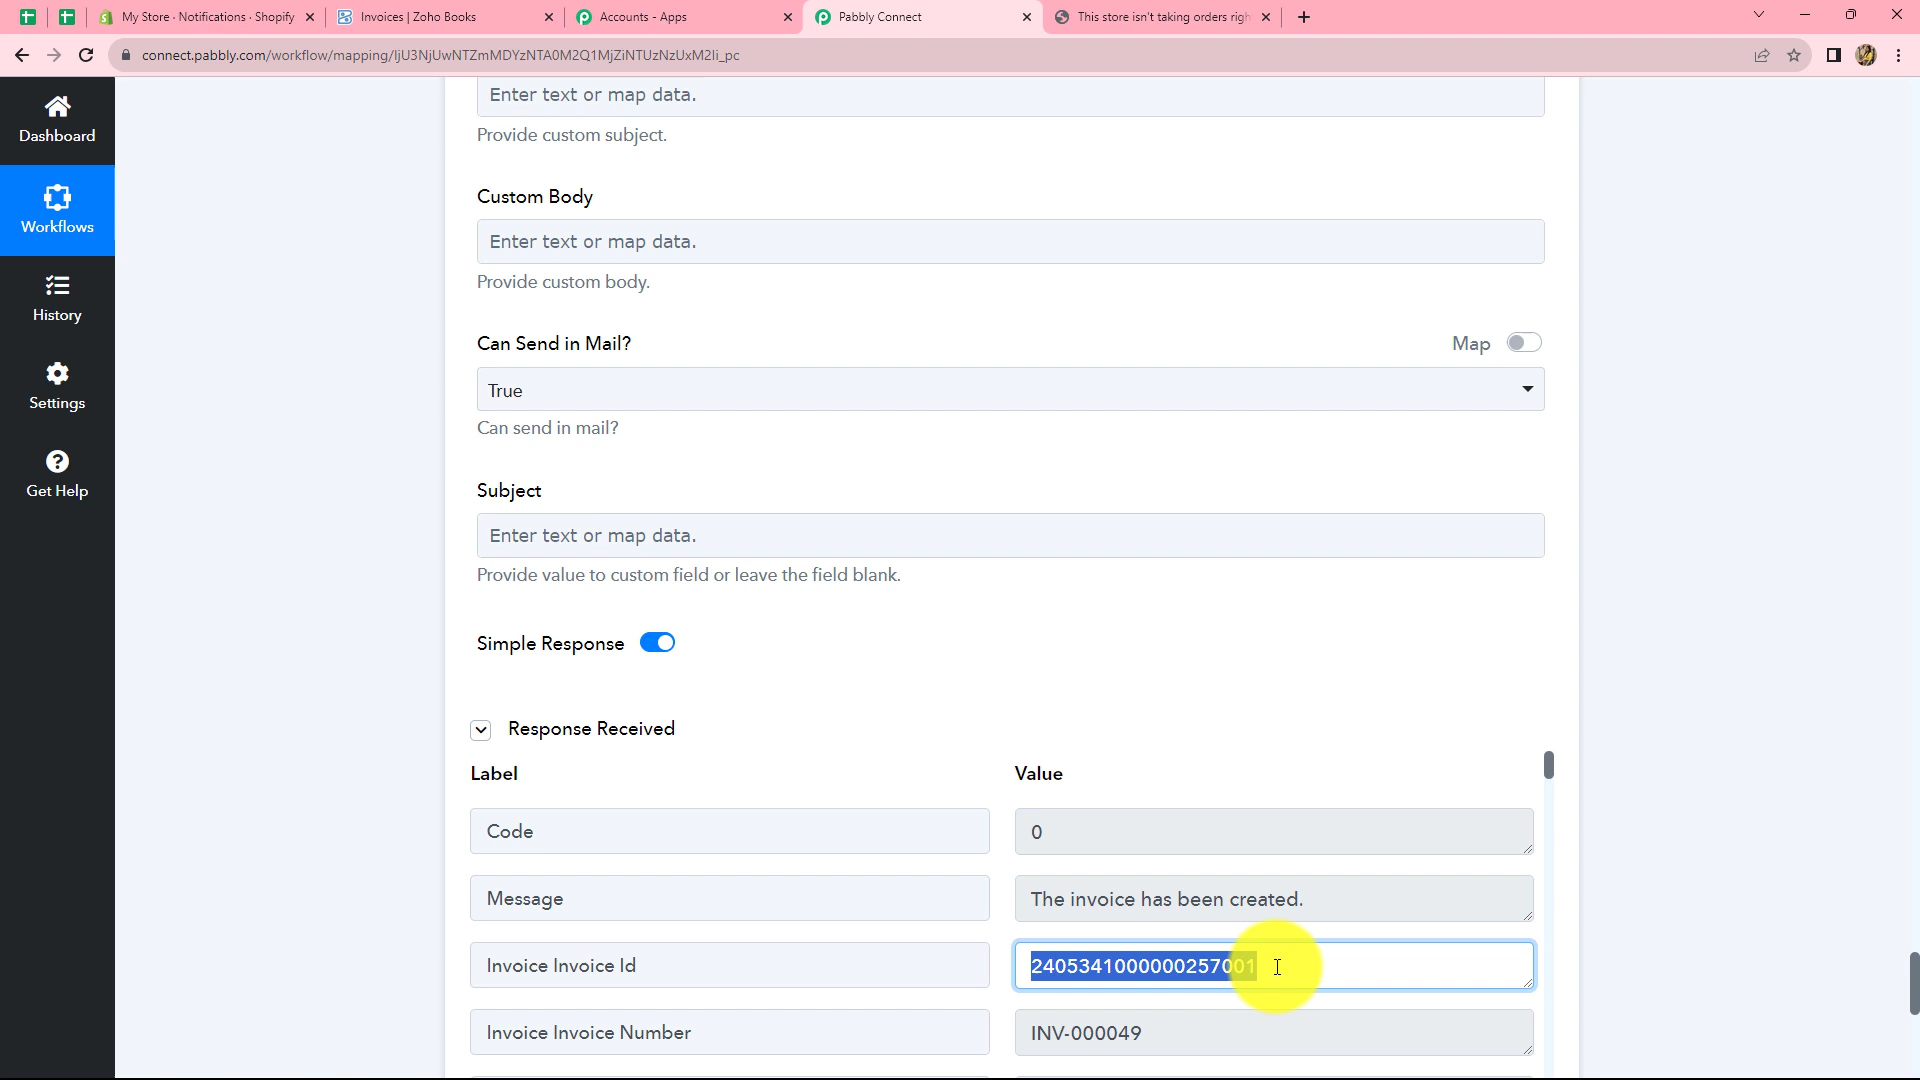 My Store · Notifications · Shopify
Invoices | Zoho Books
Accounts - Apps
Pabbly Connect
This store isn't taking orders righ
connect.pabbly.com/workflow/mapping/IjU3NjUwNTZmMDYzNTA0M2Q1MjZiNTUzNzUxM2Ii_pc
Dashboard
Workflows
History
Settings
Get Help
Enter text or map data.
Provide custom subject.
Custom Body
Enter text or map data.
Provide custom body.
Can Send in Mail?
Map
True
Can send in mail?
Subject
Enter text or map data.
Provide value to custom field or leave the field blank.
Simple Response
Response Received
Label Value
Code 0
Message The invoice has been created.
Invoice Invoice Id 2405341000000257001
Invoice Invoice Number INV-000049